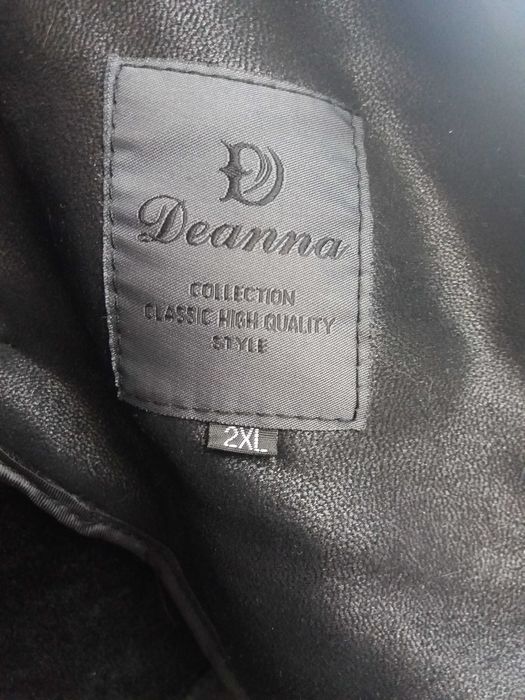 D
Deanna
COLLECTION
CLASSIC HIGH QUALITY
STYLE
2XL